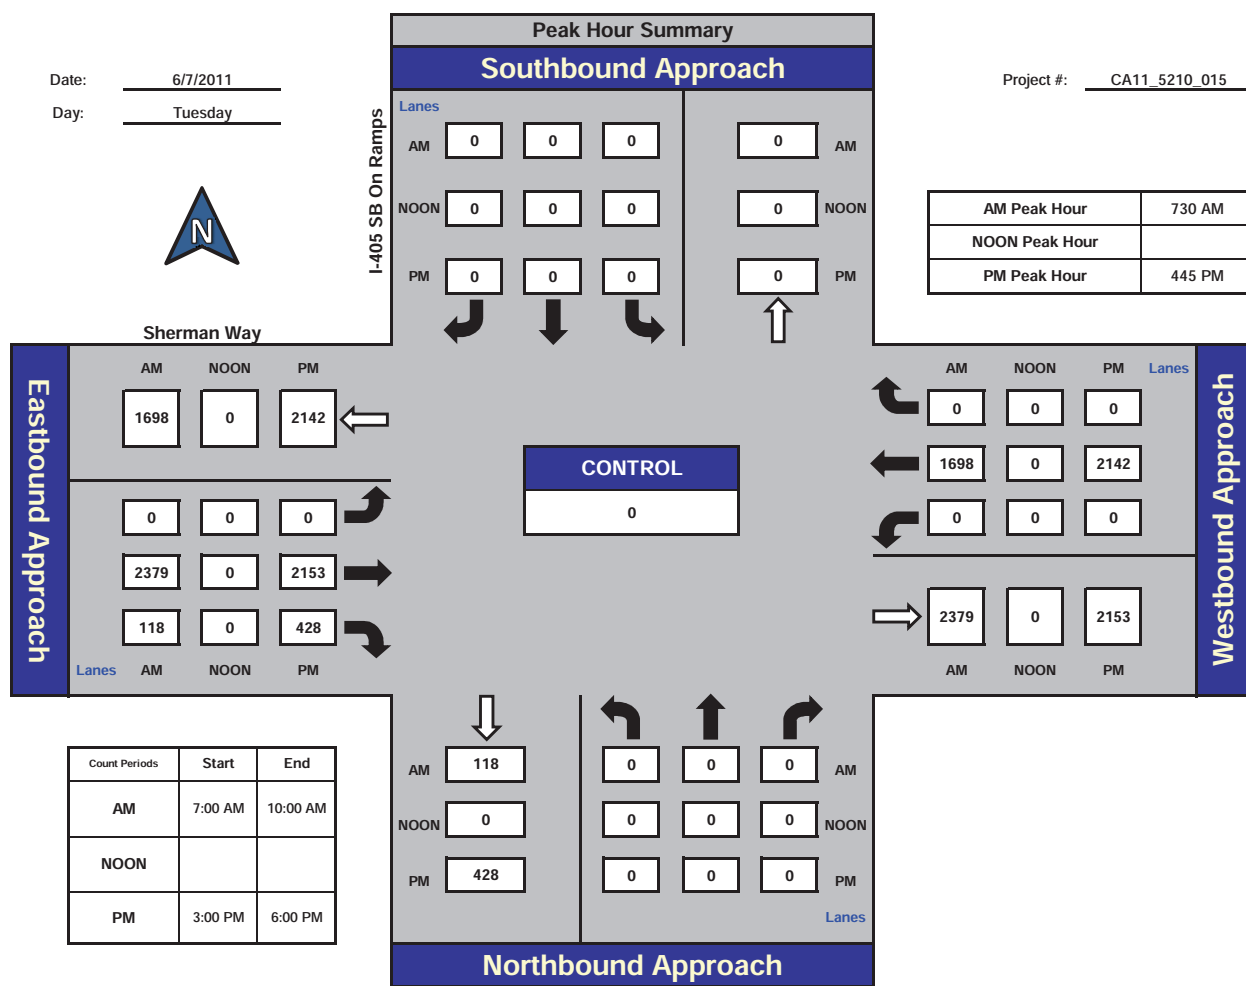 Peak Hour Summary
Southbound Approach
Date: 6/7/2011
Day: Tuesday
Project #: CA11_5210_015
I-405 SB On Ramps
Lanes
AM 0 0 0 0 AM
NOON 0 0 0 0 NOON
PM 0 0 0 0 PM
N
AM Peak Hour 730 AM
NOON Peak Hour
PM Peak Hour 445 PM
Sherman Way
Eastbound Approach
AM NOON PM
1698 0 2142
0 0 0
2379 0 2153
118 0 428
Lanes AM NOON PM
CONTROL
0
AM NOON PM Lanes
0 0 0
1698 0 2142
0 0 0
2379 0 2153
AM NOON PM
Westbound Approach
Count Periods Start End
AM 7:00 AM 10:00 AM
NOON
PM 3:00 PM 6:00 PM
AM 118 0 0 0 AM
NOON 0 0 0 0 NOON
PM 428 0 0 0 PM
Lanes
Northbound Approach